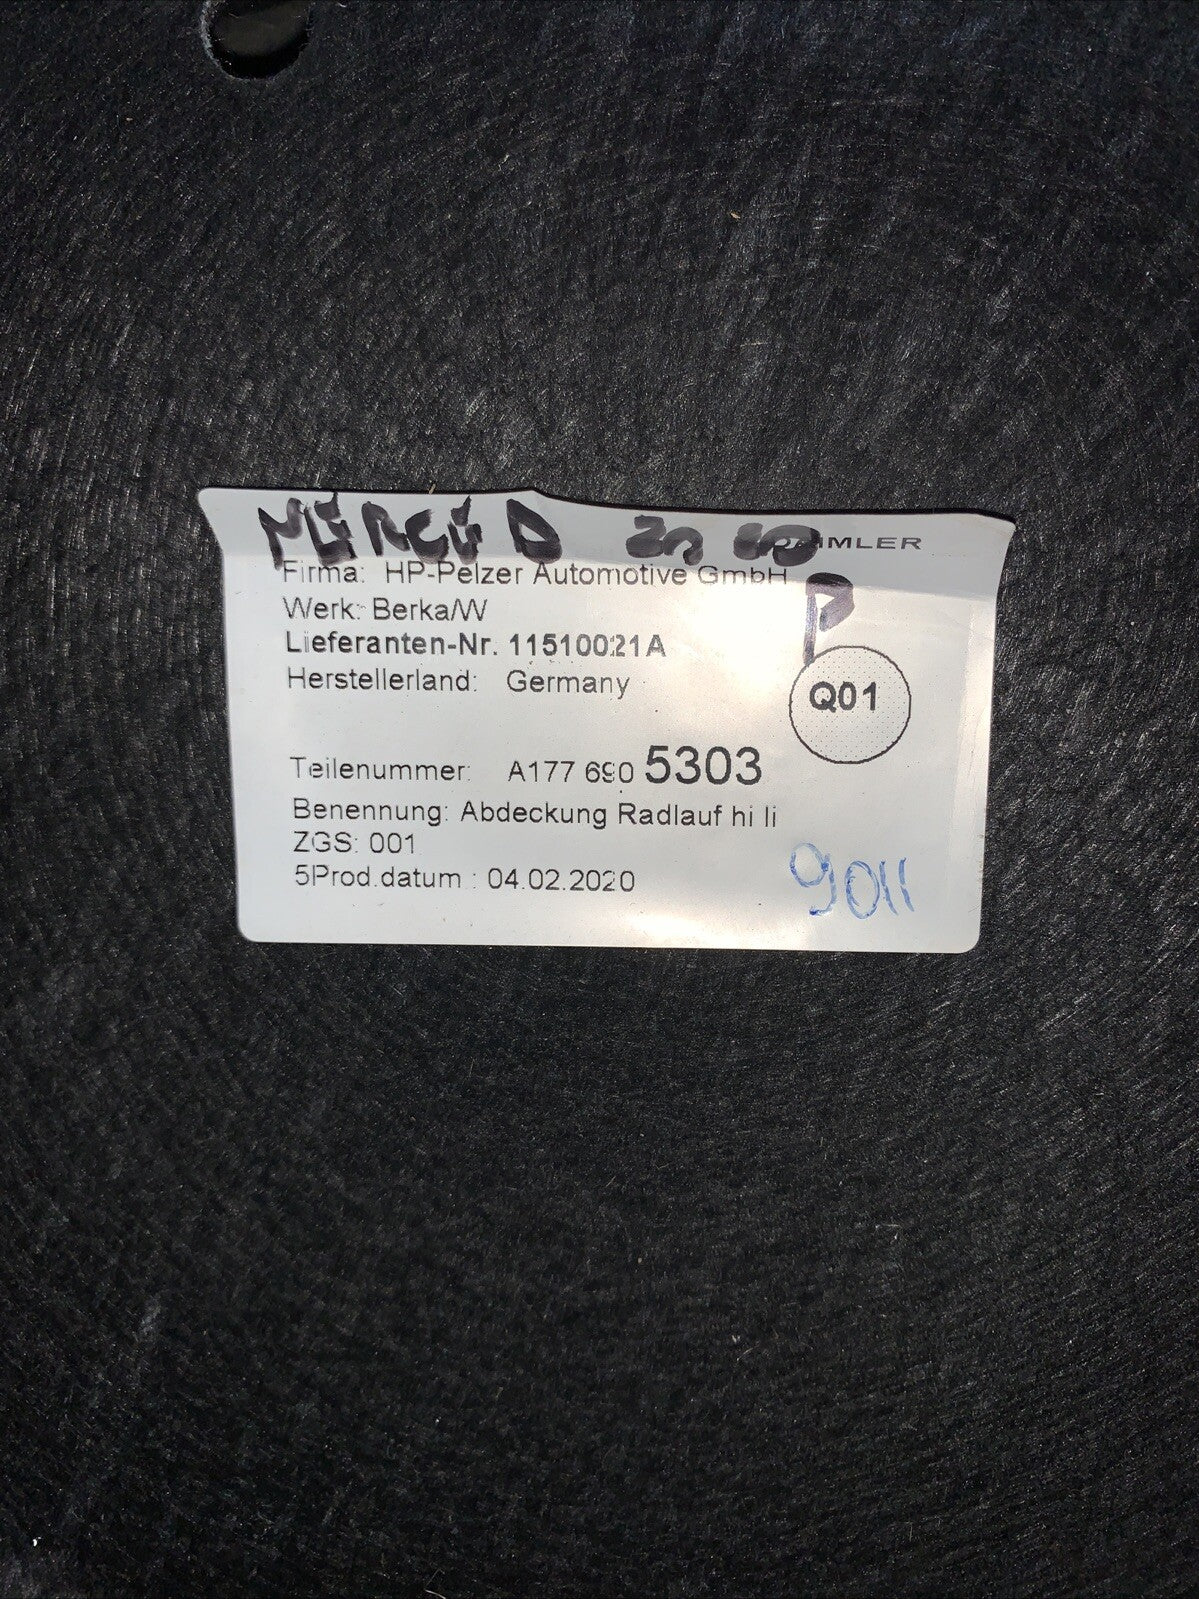 DAIMLER
Firma: HP-Pelzer Automotive GmbH
Werk: Berka/W
P
Lieferanten-Nr. 11510021A
Herstellerland: Germany
Q01
Teilenummer: A177 690 5303
Benennung: Abdeckung Radlauf hi li
ZGS: 001
5Prod.datum : 04.02.2020
9011